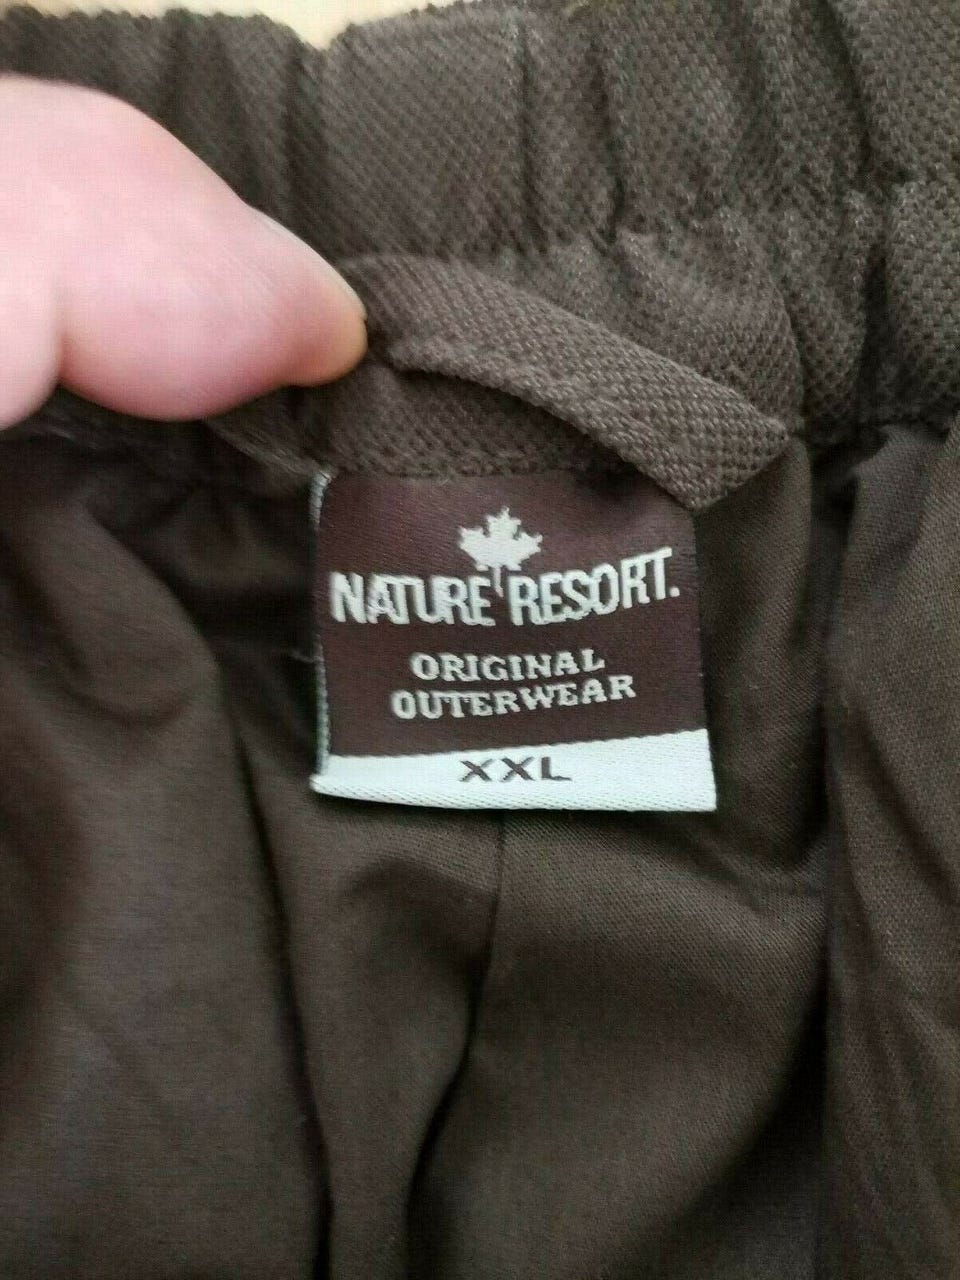 NATURE RESORT.
ORIGINAL
OUTERWEAR
XXL